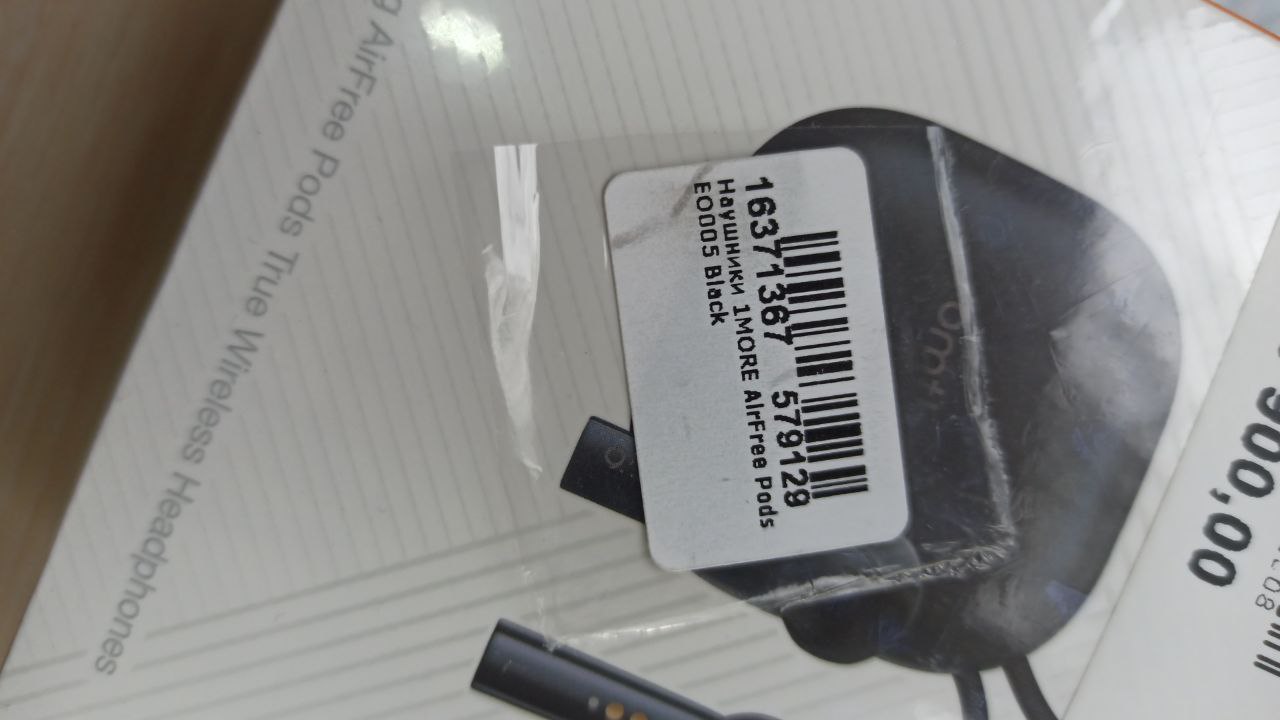 g AirFree Pods True Wireless Headphones
16371367 579129
Наушники 1MORE AirFree Pods
EO005 Black
900,00